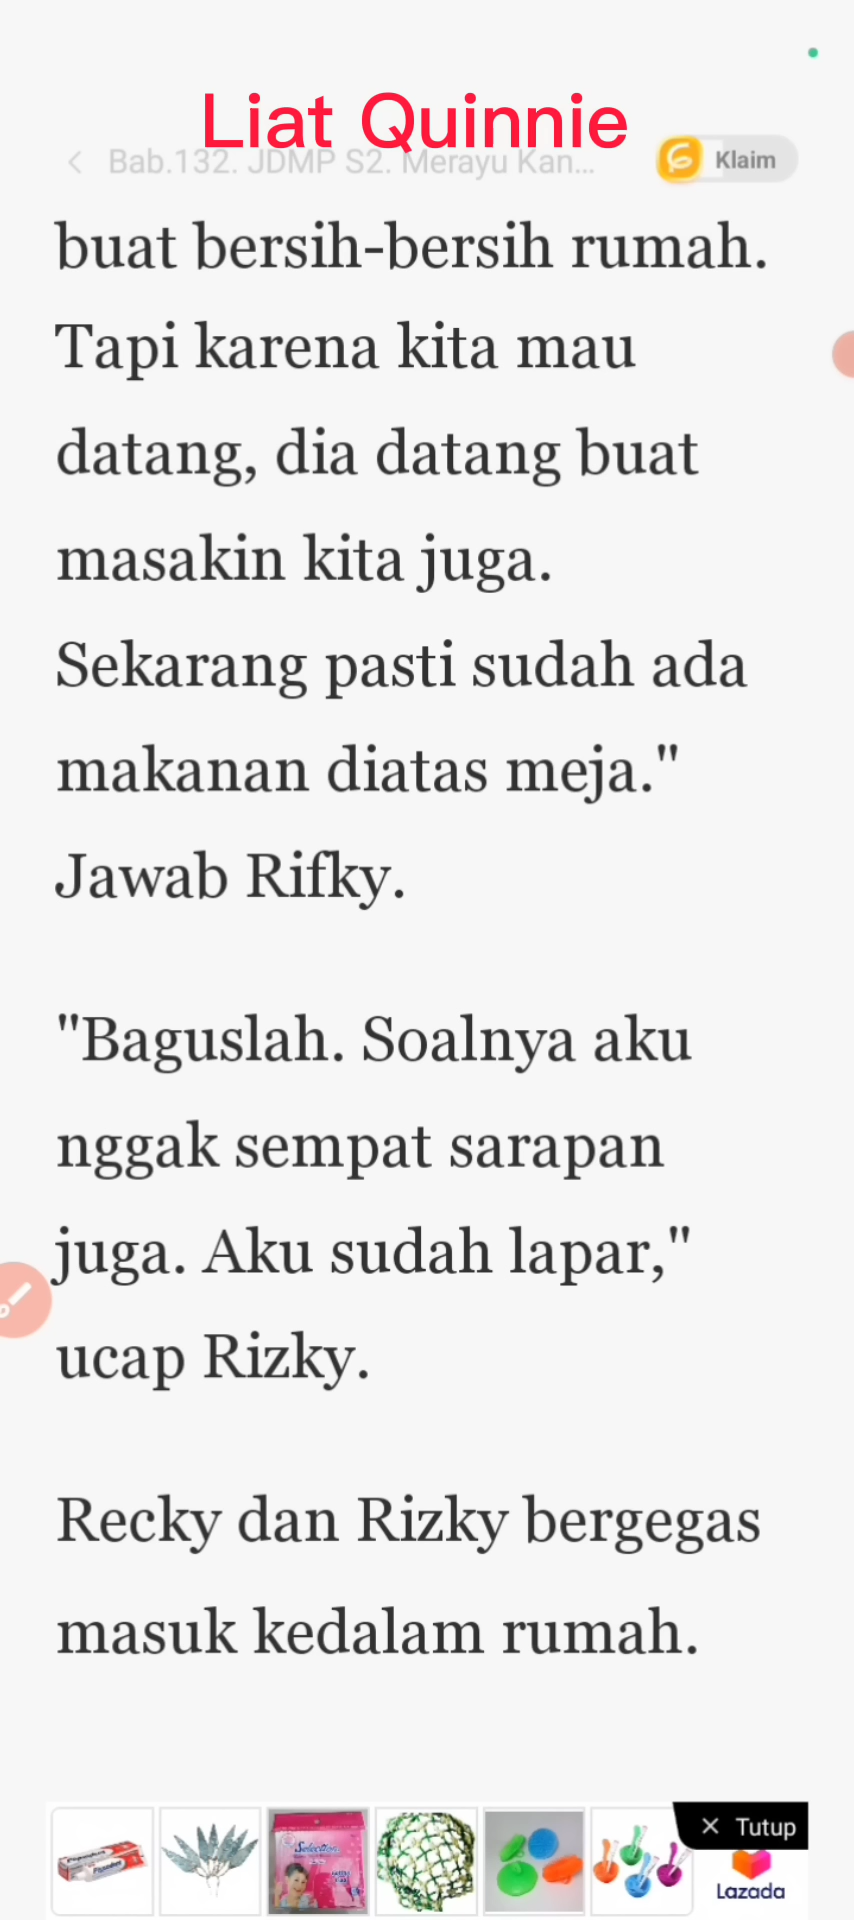 Liat Quinnie
Bab.132. JDMP S2. Merayu Kan...
Klaim
buat bersih-bersih rumah.
Tapi karena kita mau
datang, dia datang buat
masakin kita juga.
Sekarang pasti sudah ada
makanan diatas meja."
Jawab Rifky.
"Baguslah. Soalnya aku
nggak sempat sarapan
juga. Aku sudah lapar,"
ucap Rizky.
Recky dan Rizky bergegas
masuk kedalam rumah.
Tutup
Selection
Lazada